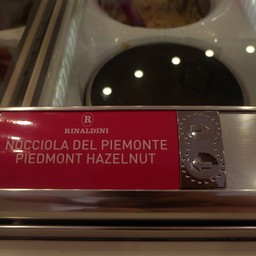 R
RINALDINI
NOCCIOLA DEL PIEMONTE
PIEDMONT HAZELNUT